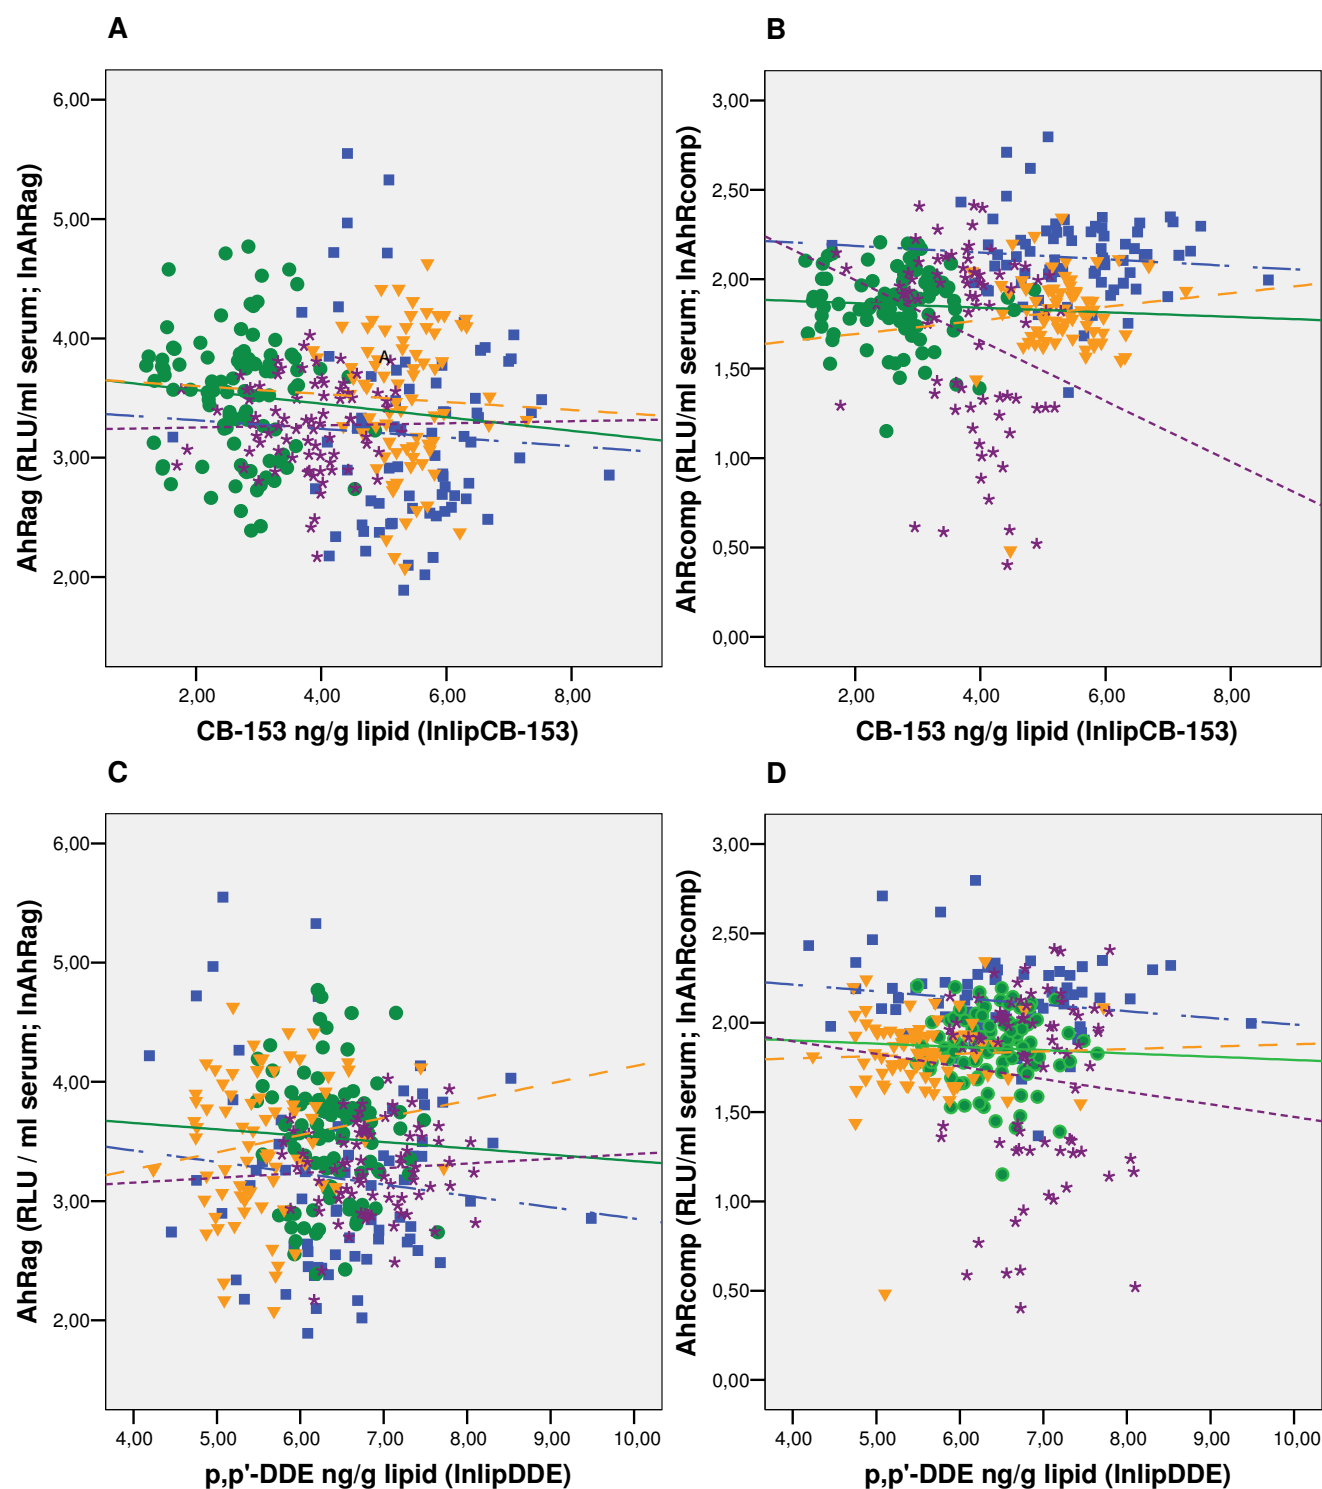 A
AhRag (RLU/ml serum; lnAhRag)
6,00
5,00
4,00
3,00
2,00
A
2,00 4,00 6,00 8,00
CB-153 ng/g lipid (lnlipCB-153)
B
AhRcomp (RLU/ml serum; lnAhRcomp)
3,00
2,50
2,00
1,50
1,00
0,50
0,00
2,00 4,00 6,00 8,00
CB-153 ng/g lipid (lnlipCB-153)
C
AhRag (RLU / ml serum; lnAhRag)
6,00
5,00
4,00
3,00
2,00
4,00 5,00 6,00 7,00 8,00 9,00 10,00
p,p'-DDE ng/g lipid (lnlipDDE)
D
AhRcomp (RLU/ml serum; lnAhRcomp)
3,00
2,50
2,00
1,50
1,00
0,50
0,00
4,00 5,00 6,00 7,00 8,00 9,00 10,00
p,p'-DDE ng/g lipid (lnlipDDE)